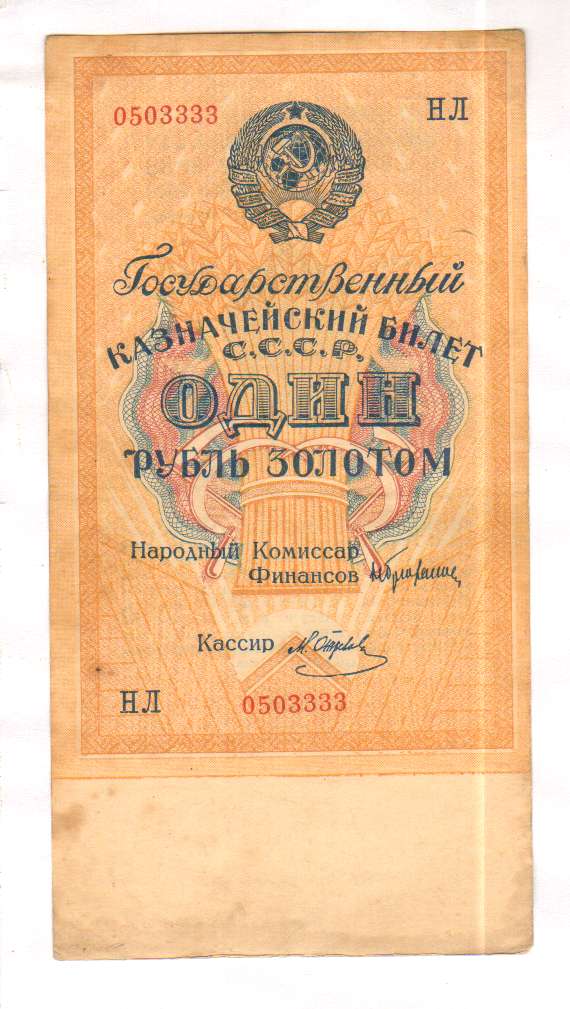 0503333 НЛ
Государственный
КАЗНАЧЕЙСКИЙ БИЛЕТ
С.С.С.Р.
ОДИН
РУБЛЬ ЗОЛОТОМ
Народный Комиссар
Финансов
Кассир
НЛ 0503333